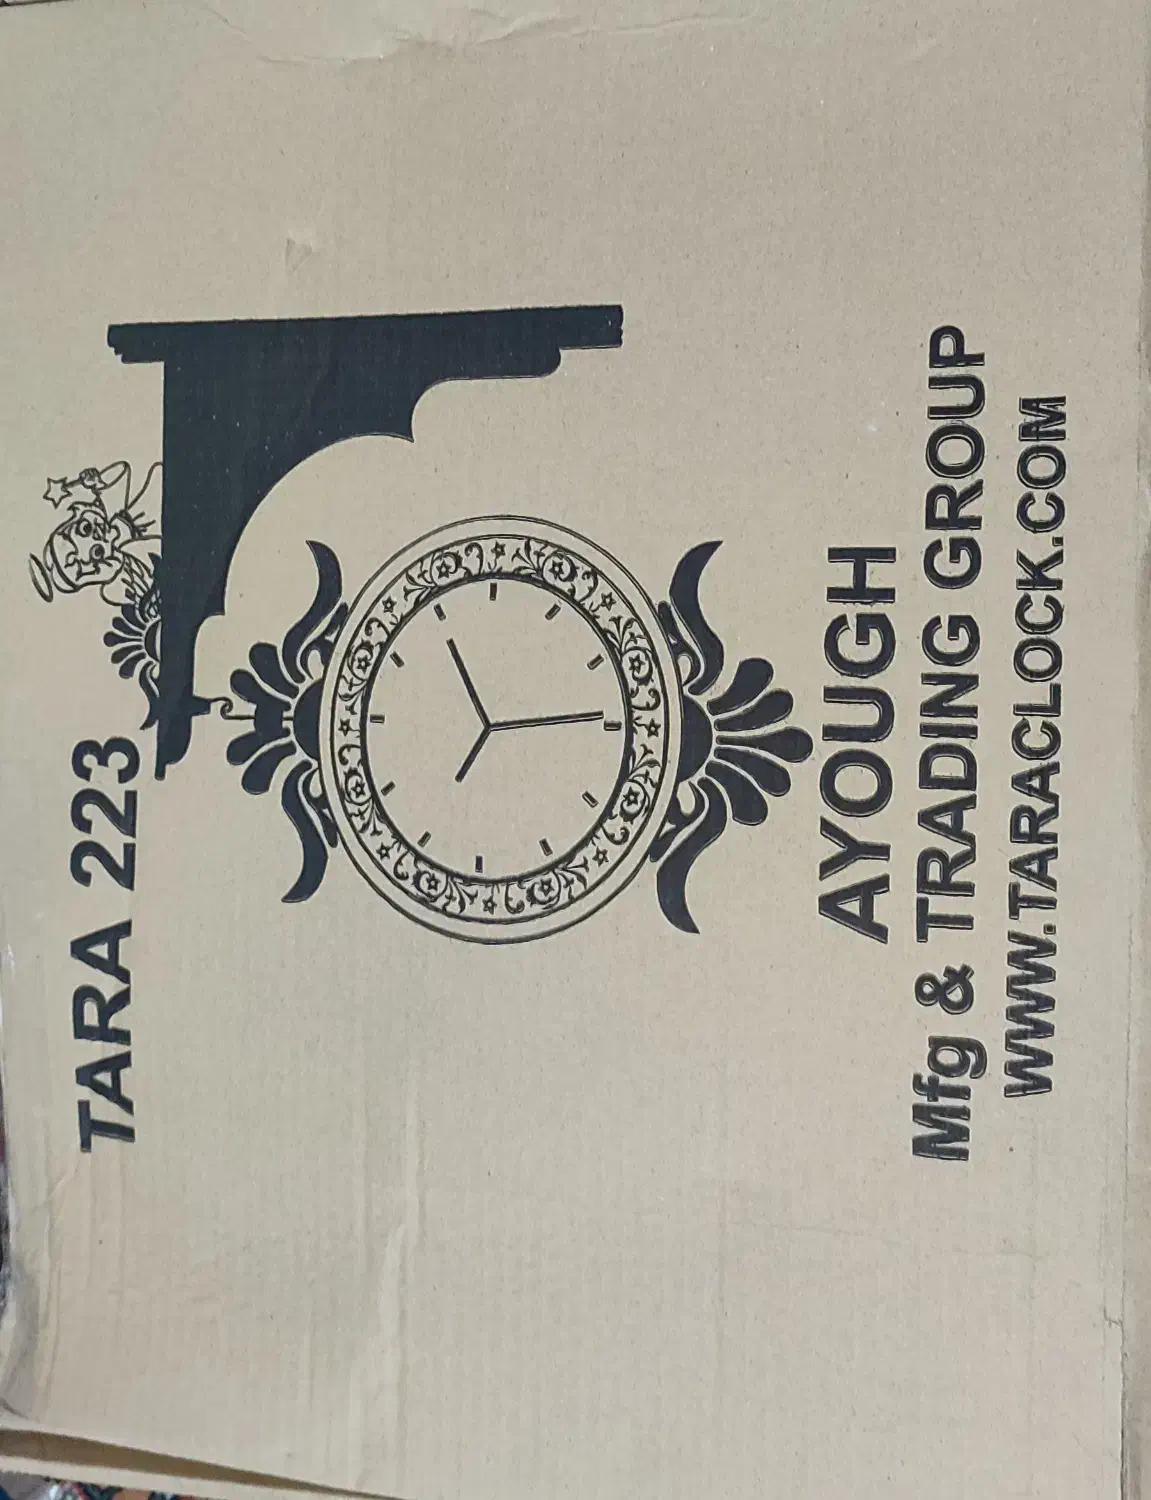 TARA 223
AYOUGH
Mfg & TRADING GROUP
WWW.TARACLOCK.COM